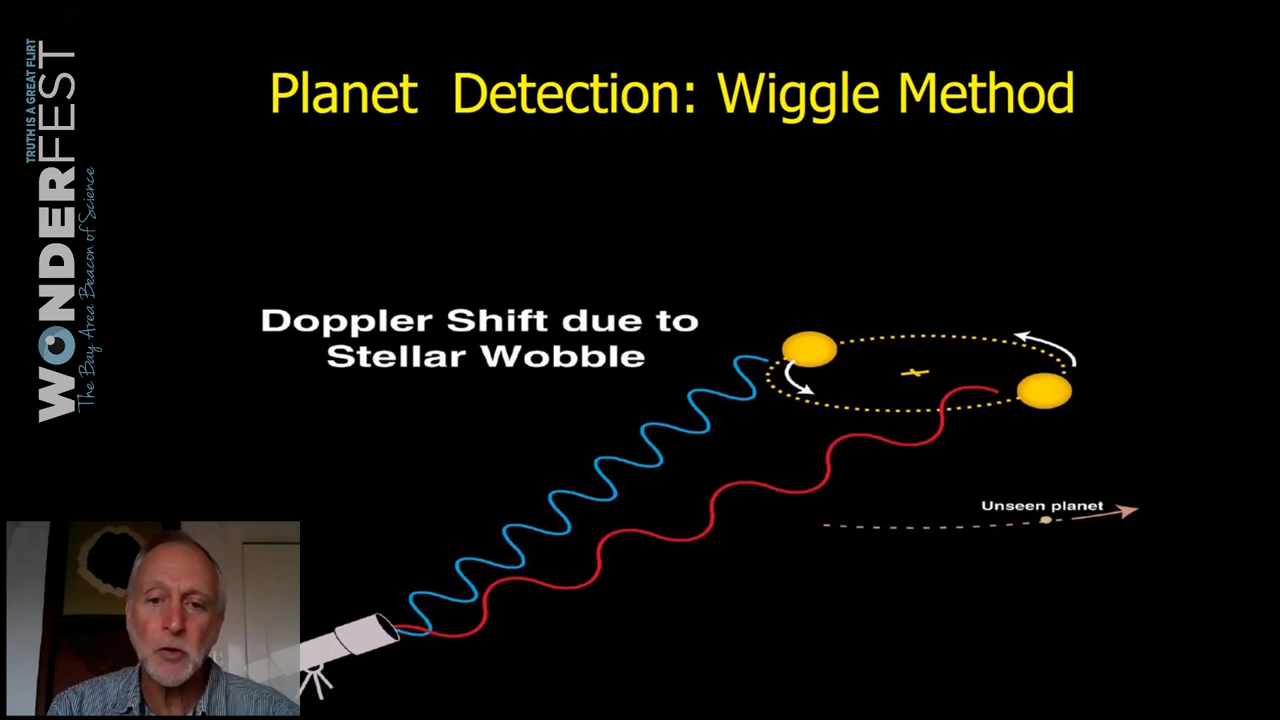 Planet  Detection: Wiggle Method
TRUTH IS A GREAT FLIRT
WONDERFEST
The Bay Area Beacon of Science
Doppler Shift due to
Stellar Wobble
Unseen planet